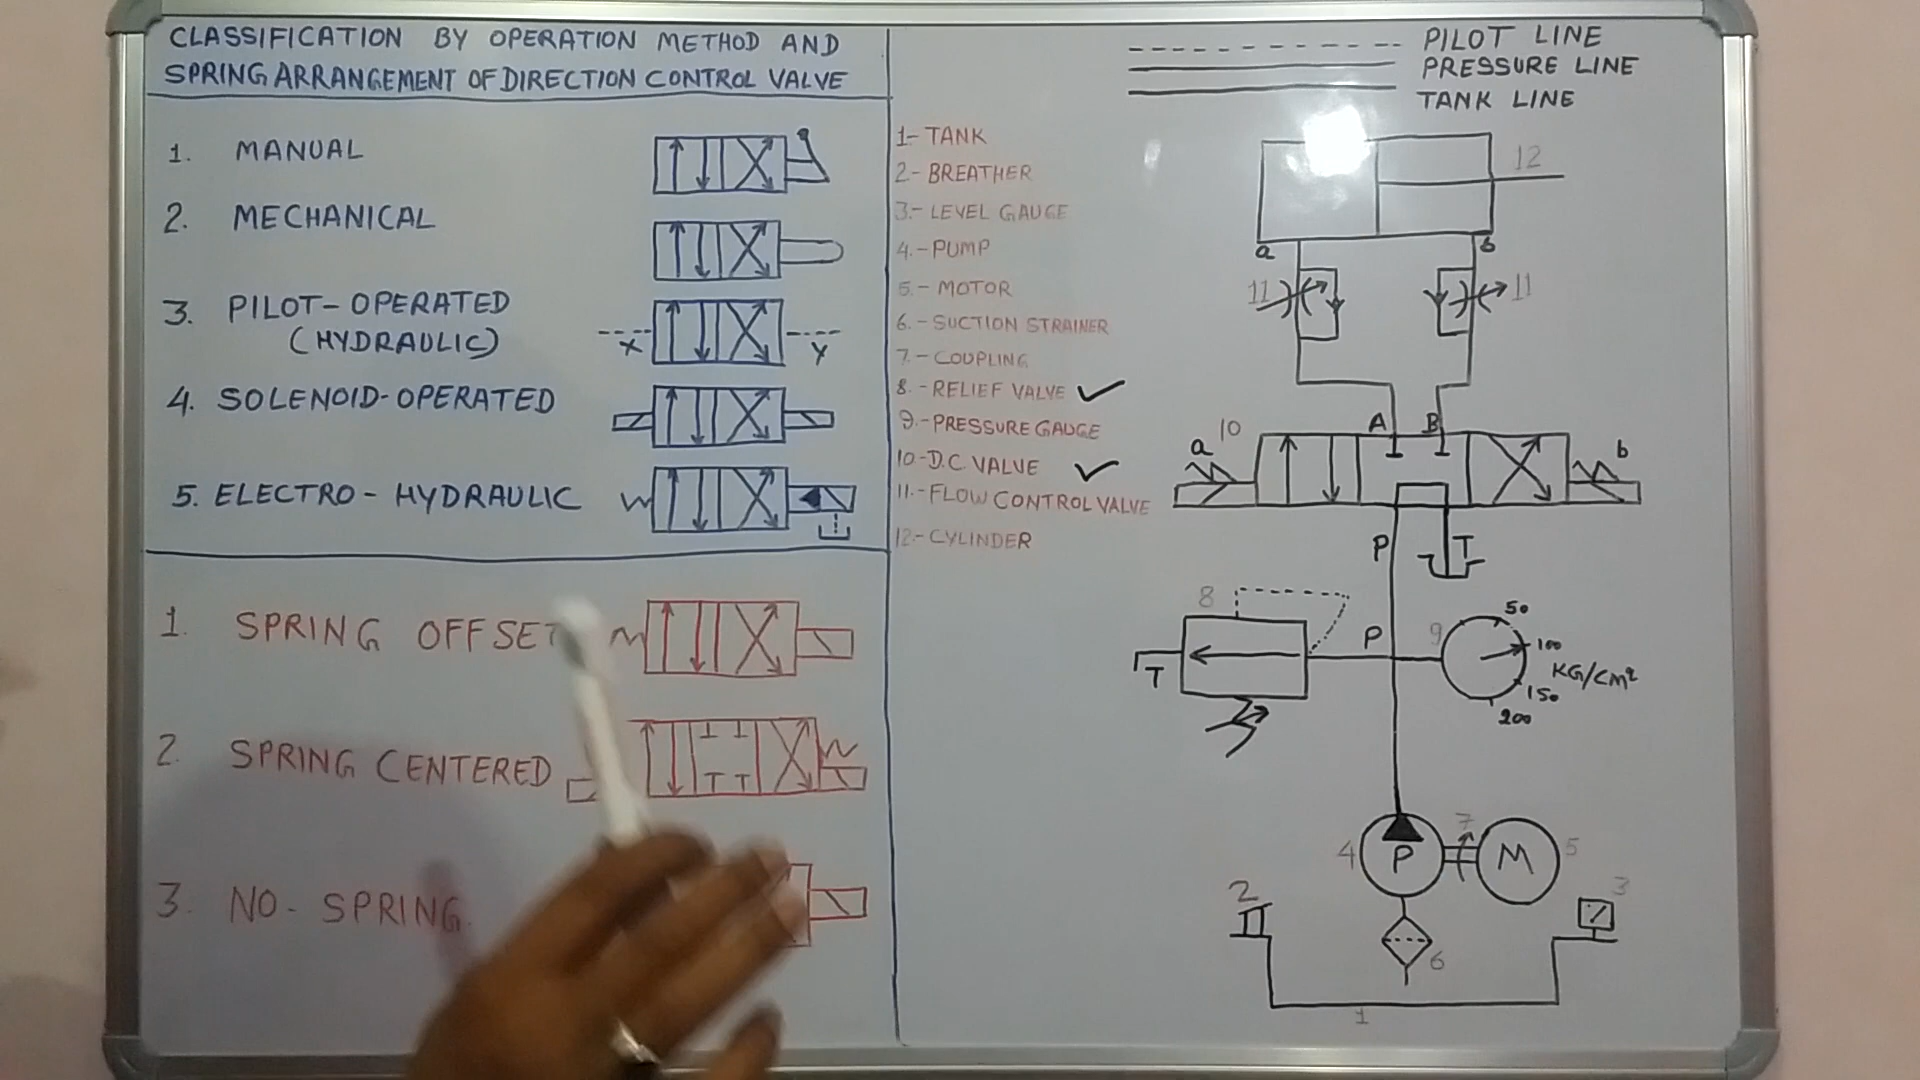 CLASSIFICATION BY OPERATION METHOD AND
SPRING ARRANGEMENT OF DIRECTION CONTROL VALVE
1. MANUAL
2. MECHANICAL
3. PILOT-OPERATED
(HYDRAULIC)
X
Y
4. SOLENOID-OPERATED
5. ELECTRO-HYDRAULIC
1. SPRING OFFSET
2. SPRING CENTERED
3. NO-SPRING.
PILOT LINE
PRESSURE LINE
TANK LINE
1-TANK
2-BREATHER
3.-LEVEL GAUGE
4.-PUMP
5.-MOTOR
6.-SUCTION STRAINER
7.-COUPLING
8.-RELIEF VALVE ✓
9.-PRESSURE GAUGE
10-D.C. VALVE ✓
11.-FLOW CONTROL VALVE
12.-CYLINDER
12
a
b
11
11
A
B
10
a
b
P
T
8
P
9
T
50
100
150
200
KG/CM²
4
P
7
M
5
2
3
6
1